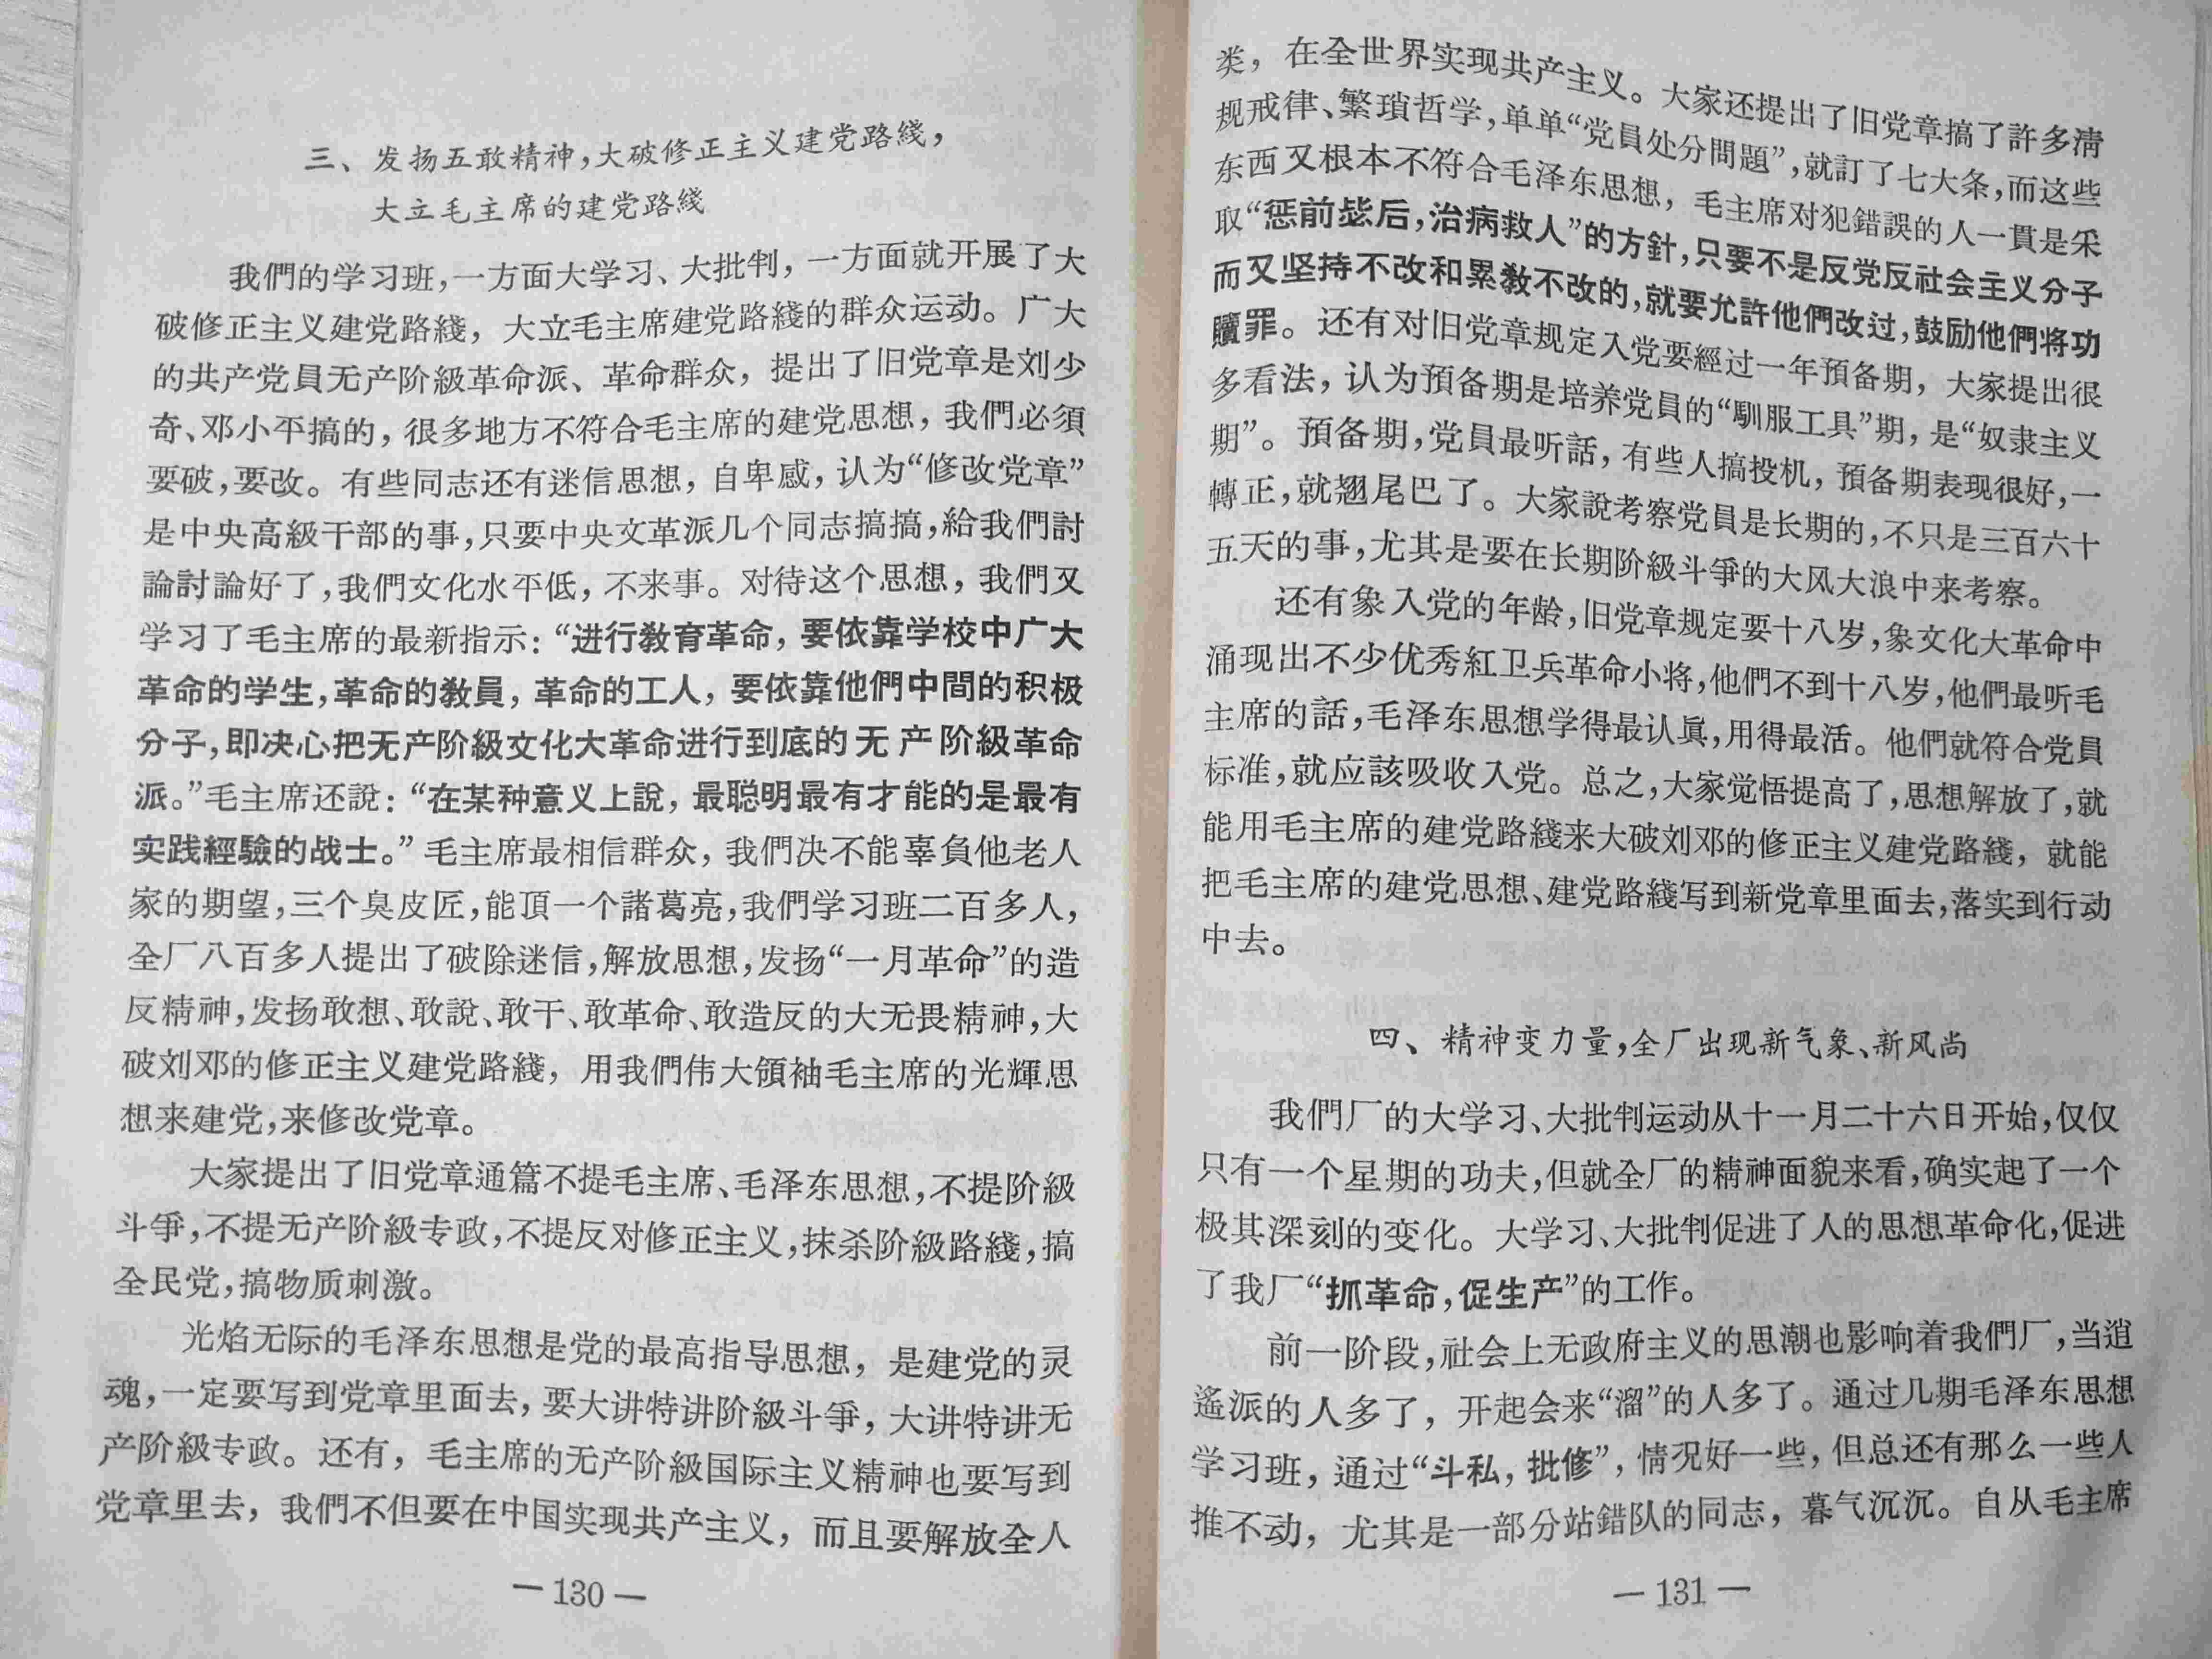 三、发扬五敢精神,大破修正主义建党路綫,
大立毛主席的建党路綫
我們的学习班,一方面大学习、大批判,一方面就开展了大
破修正主义建党路綫,大立毛主席建党路綫的群众运动。广大
的共产党員无产阶級革命派、革命群众,提出了旧党章是刘少
奇、邓小平搞的,很多地方不符合毛主席的建党思想,我們必須
要破,要改。有些同志还有迷信思想,自卑感,认为“修改党章”
是中央高級干部的事,只要中央文革派几个同志搞搞,給我們討
論討論好了,我們文化水平低,不来事。对待这个思想,我們又
学习了毛主席的最新指示:“进行教育革命,要依靠学校中广大
革命的学生,革命的教員,革命的工人,要依靠他們中間的积极
分子,即决心把无产阶級文化大革命进行到底的无产阶級革命
派。”毛主席还說:“在某种意义上說,最聪明最有才能的是最有
实践經驗的战士。”毛主席最相信群众,我們决不能辜負他老人
家的期望,三个臭皮匠,能頂一个諸葛亮,我們学习班二百多人,
全厂八百多人提出了破除迷信,解放思想,发扬“一月革命”的造
反精神,发扬敢想、敢說、敢干、敢革命、敢造反的大无畏精神,大
破刘邓的修正主义建党路綫,用我們伟大領袖毛主席的光輝思
想来建党,来修改党章。
大家提出了旧党章通篇不提毛主席、毛泽东思想,不提阶級
斗爭,不提无产阶級专政,不提反对修正主义,抹杀阶級路綫,搞
全民党,搞物质刺激。
光焰无际的毛泽东思想是党的最高指导思想,是建党的灵
魂,一定要写到党章里面去,要大讲特讲阶級斗爭,大讲特讲无
产阶級专政。还有,毛主席的无产阶級国际主义精神也要写到
党章里去,我們不但要在中国实现共产主义,而且要解放全人
— 130 —
类,在全世界实现共产主义。大家还提出了旧党章搞了許多淸
规戒律、繁瑣哲学,单单“党員处分問題”,就訂了七大条,而这些
东西又根本不符合毛泽东思想,毛主席对犯錯誤的人一貫是采
取“惩前毖后,治病救人”的方針,只要不是反党反社会主义分子
而又坚持不改和累教不改的,就要允許他們改过,鼓励他們将功
贖罪。还有对旧党章规定入党要經过一年預备期,大家提出很
多看法,认为預备期是培养党員的“馴服工具”期,是“奴隶主义
期”。預备期,党員最听話,有些人搞投机,預备期表现很好,一
轉正,就翘尾巴了。大家說考察党員是长期的,不只是三百六十
五天的事,尤其是要在长期阶級斗爭的大风大浪中来考察。
还有象入党的年龄,旧党章规定要十八岁,象文化大革命中
涌现出不少优秀紅卫兵革命小将,他們不到十八岁,他們最听毛
主席的話,毛泽东思想学得最认眞,用得最活。他們就符合党員
标准,就应該吸收入党。总之,大家觉悟提高了,思想解放了,就
能用毛主席的建党路綫来大破刘邓的修正主义建党路綫,就能
把毛主席的建党思想、建党路綫写到新党章里面去,落实到行动
中去。
四、精神变力量,全厂出现新气象、新风尚
我們厂的大学习、大批判运动从十一月二十六日开始,仅仅
只有一个星期的功夫,但就全厂的精神面貌来看,确实起了一个
极其深刻的变化。大学习、大批判促进了人的思想革命化,促进
了我厂“抓革命,促生产”的工作。
前一阶段,社会上无政府主义的思潮也影响着我們厂,当逍
遙派的人多了,开起会来“溜”的人多了。通过几期毛泽东思想
学习班,通过“斗私,批修”,情况好一些,但总还有那么一些人
推不动,尤其是一部分站錯队的同志,暮气沉沉。自从毛主席
— 131 —